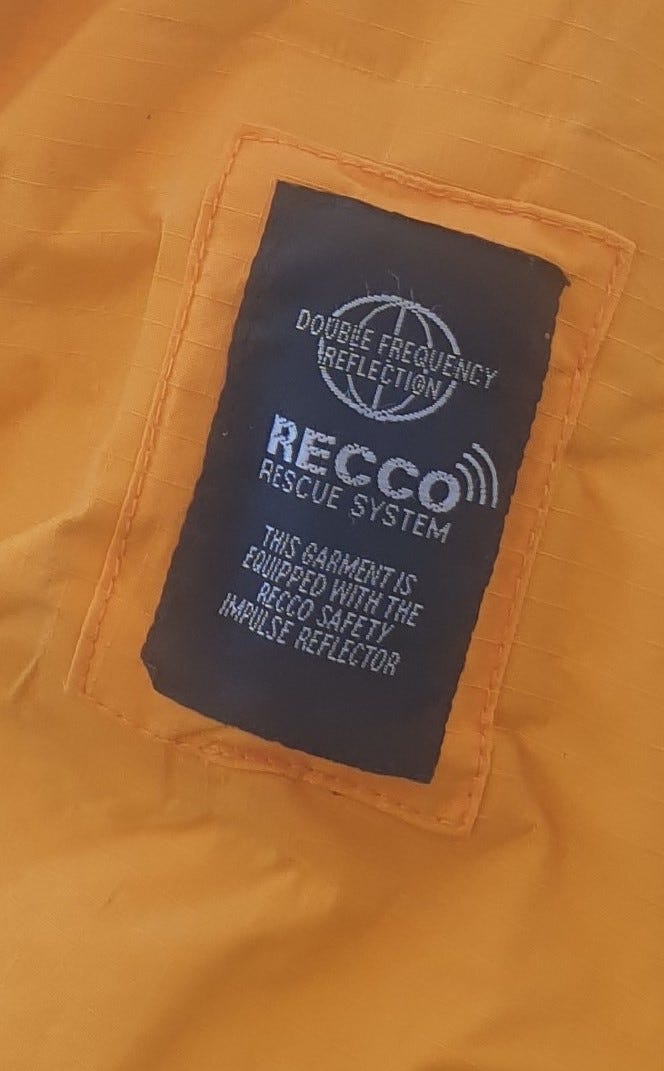 DOUBLE FREQUENCY
REFLECTION
RECCO
RESCUE SYSTEM
THIS GARMENT IS
EQUIPPED WITH THE
RECCO SAFETY
IMPULSE REFLECTOR